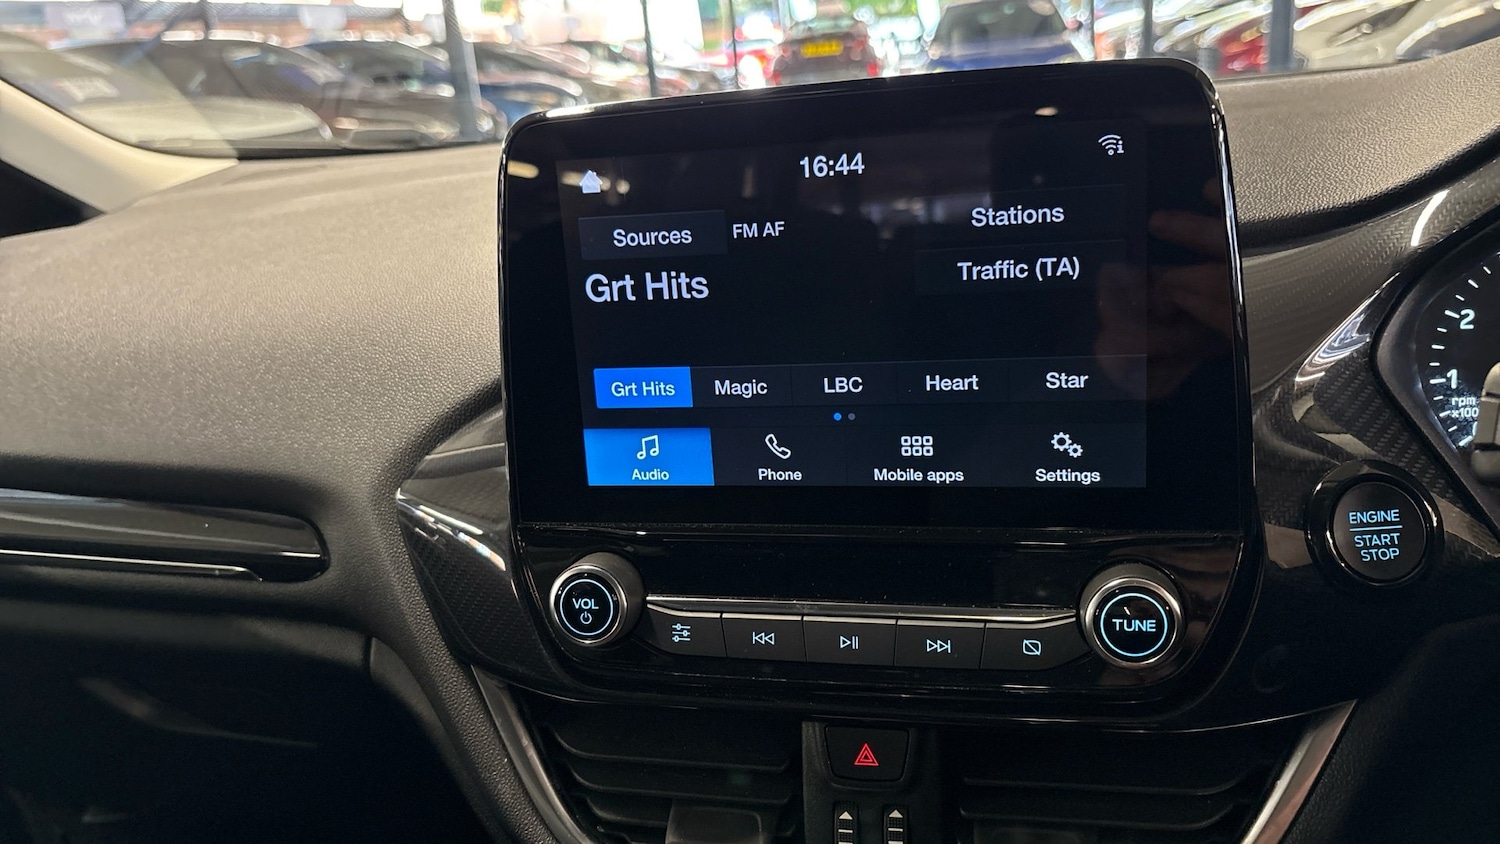 16:44
Sources
FM AF
Stations
Grt Hits
Traffic (TA)
Grt Hits
Magic
LBC
Heart
Star
Audio
Phone
Mobile apps
Settings
VOL
TUNE
ENGINE
START
STOP
2
1
rpm
x100